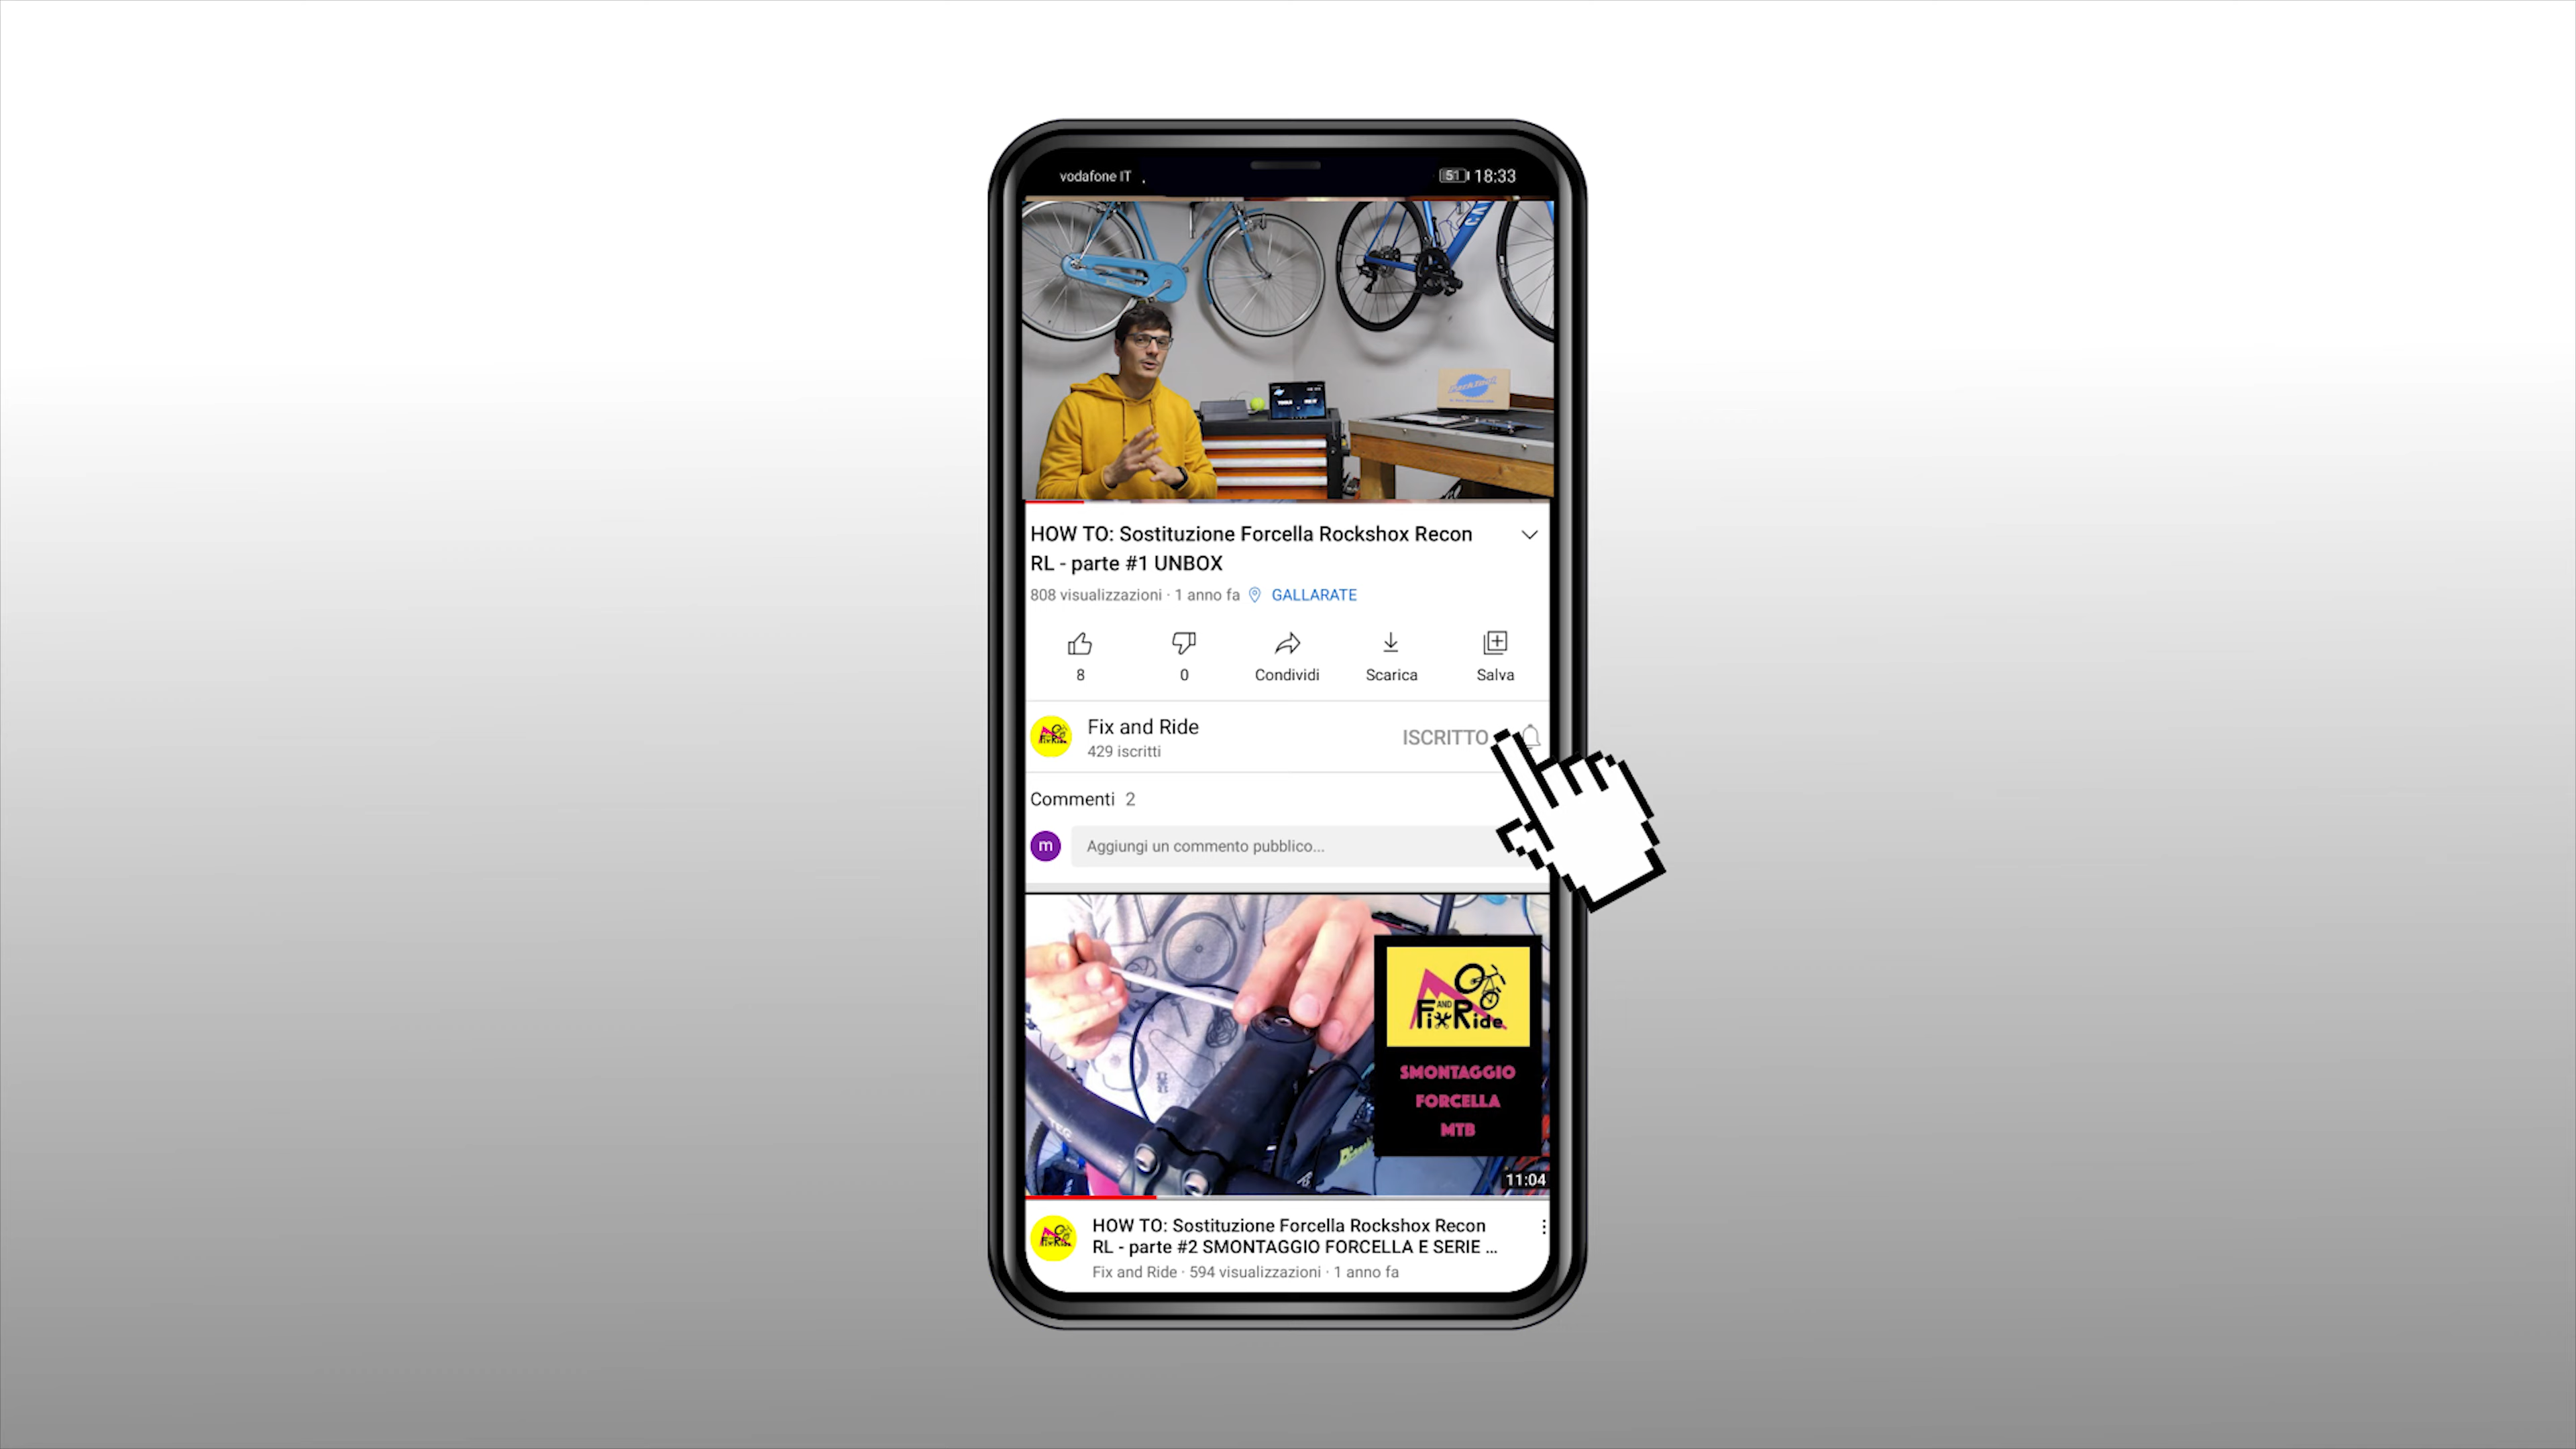 vodafone IT
51 18:33
HOW TO: Sostituzione Forcella Rockshox Recon
RL - parte #1 UNBOX
808 visualizzazioni · 1 anno fa GALLARATE
8
0
Condividi
Scarica
Salva
Fix and Ride
429 iscritti
ISCRITTO
Commenti 2
m
Aggiungi un commento pubblico...
Fix AND Ride
SMONTAGGIO
FORCELLA
MTB
11:04
HOW TO: Sostituzione Forcella Rockshox Recon
RL - parte #2 SMONTAGGIO FORCELLA E SERIE ...
Fix and Ride · 594 visualizzazioni · 1 anno fa